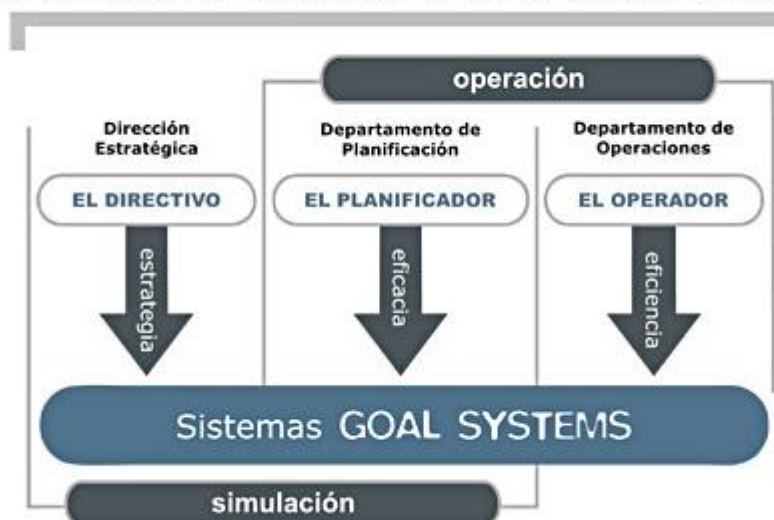 operación
Dirección
Estratégica
Departamento de
Planificación
Departamento de
Operaciones
EL DIRECTIVO
EL PLANIFICADOR
EL OPERADOR
estrategia
eficacia
eficiencia
Sistemas GOAL SYSTEMS
simulación